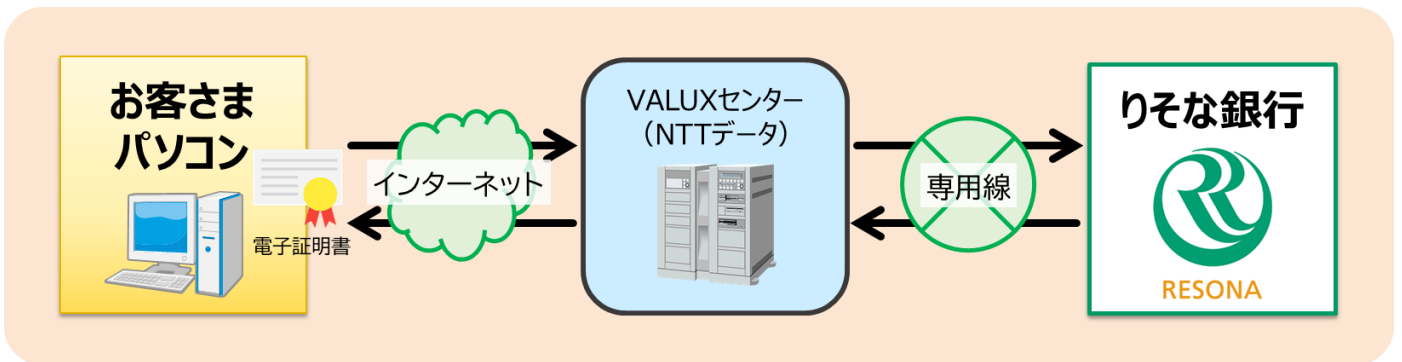 お客さま
パソコン
電子証明書
インターネット
VALUXセンター
（NTTデータ）
専用線
りそな銀行
RESONA